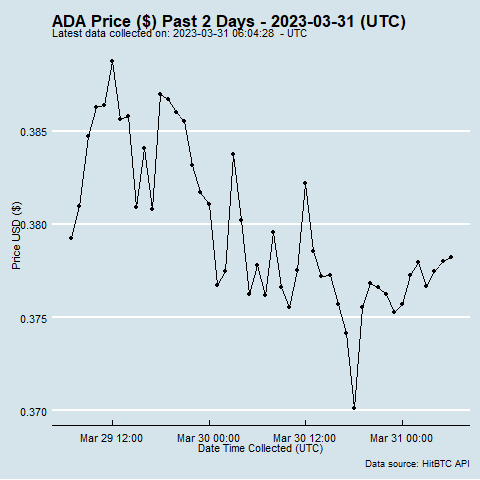 ADA Price ($) Past 2 Days - 2023-03-31 (UTC)
Latest data collected on: 2023-03-31 06:04:28 - UTC
Price USD ($)
0.385
0.380
0.375
0.370
Mar 29 12:00
Mar 30 00:00
Mar 30 12:00
Mar 31 00:00
Date Time Collected (UTC)
Data source: HitBTC API